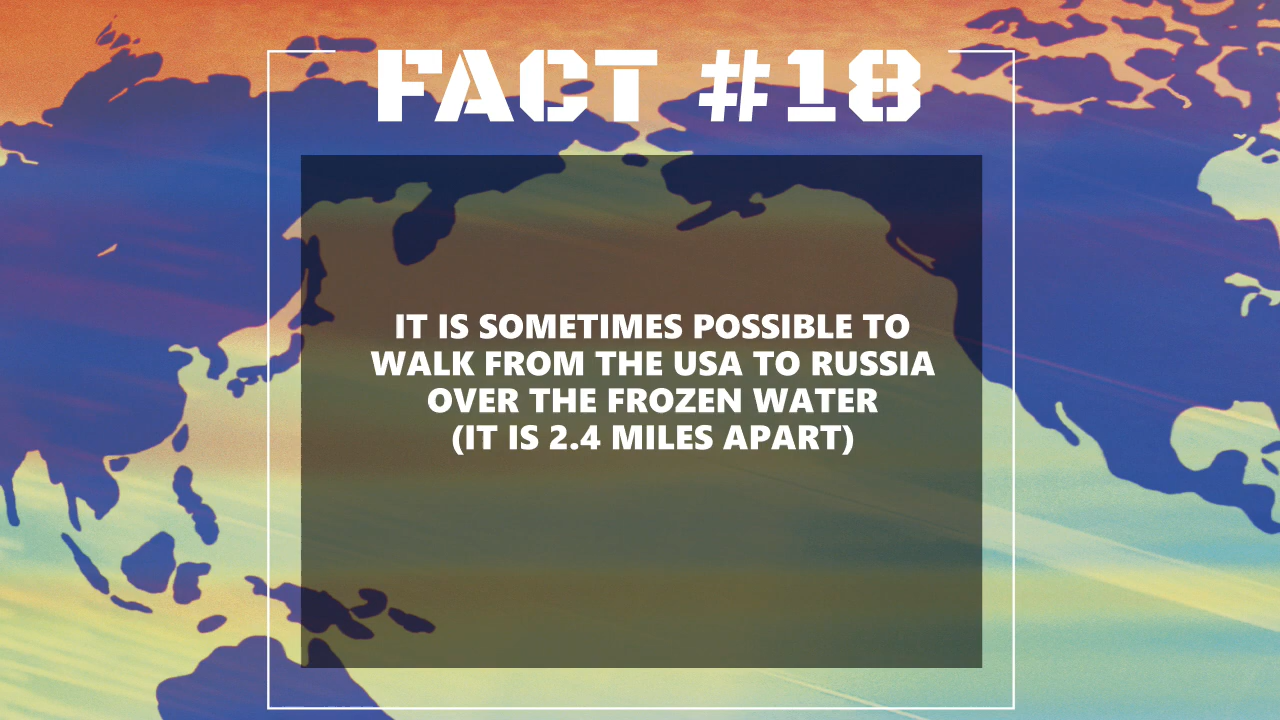 FACT #18
IT IS SOMETIMES POSSIBLE TO
WALK FROM THE USA TO RUSSIA
OVER THE FROZEN WATER
(IT IS 2.4 MILES APART)